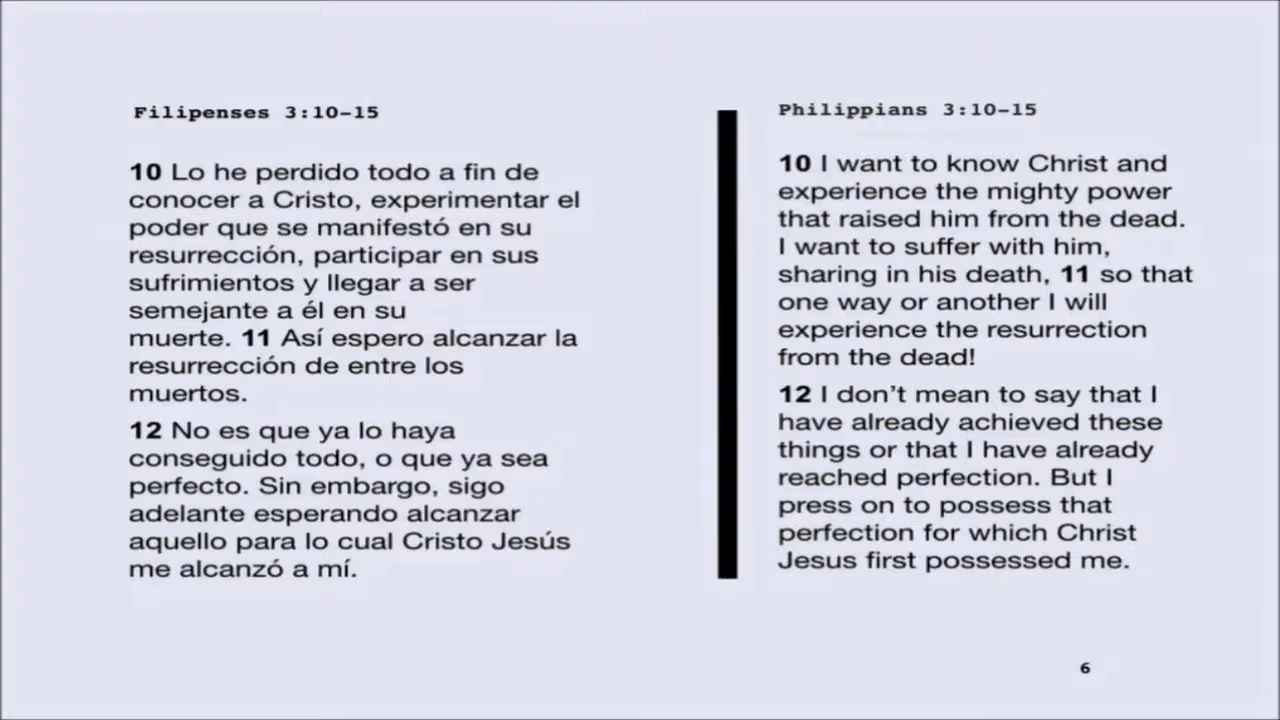 Filipenses 3:10-15
10 Lo he perdido todo a fin de
conocer a Cristo, experimentar el
poder que se manifestó en su
resurrección, participar en sus
sufrimientos y llegar a ser
semejante a él en su
muerte. 11 Así espero alcanzar la
resurrección de entre los
muertos.
12 No es que ya lo haya
conseguido todo, o que ya sea
perfecto. Sin embargo, sigo
adelante esperando alcanzar
aquello para lo cual Cristo Jesús
me alcanzó a mí.
Philippians 3:10-15
10 I want to know Christ and
experience the mighty power
that raised him from the dead.
I want to suffer with him,
sharing in his death, 11 so that
one way or another I will
experience the resurrection
from the dead!
12 I don’t mean to say that I
have already achieved these
things or that I have already
reached perfection. But I
press on to possess that
perfection for which Christ
Jesus first possessed me.
6